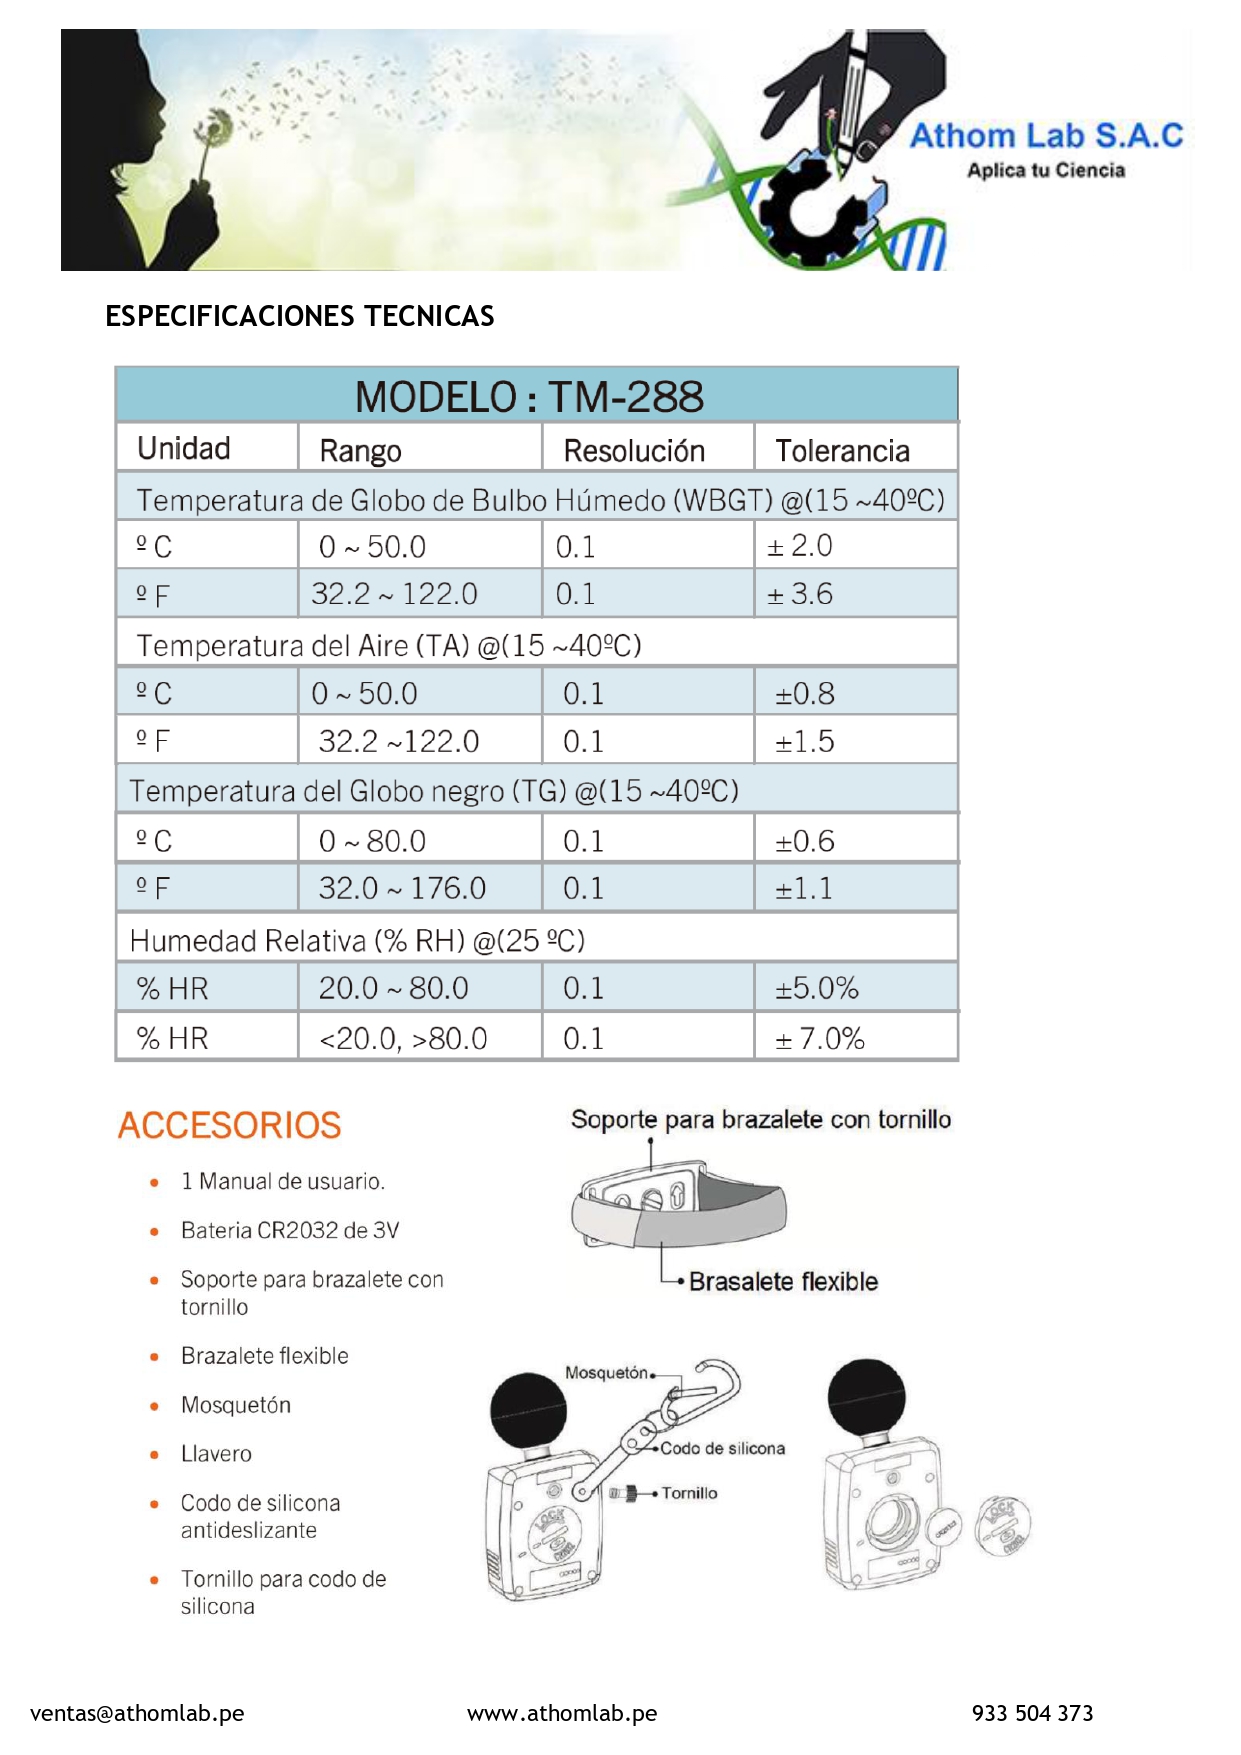 Athom Lab S.A.C
Aplica tu Ciencia
ESPECIFICACIONES TECNICAS
MODELO : TM-288
Unidad Rango Resolución Tolerancia
Temperatura de Globo de Bulbo Húmedo (WBGT) @(15 ~40ºC)
º C 0 ~ 50.0 0.1 ± 2.0
º F 32.2 ~ 122.0 0.1 ± 3.6
Temperatura del Aire (TA) @(15 ~40ºC)
º C 0 ~ 50.0 0.1 ±0.8
º F 32.2 ~122.0 0.1 ±1.5
Temperatura del Globo negro (TG) @(15 ~40ºC)
º C 0 ~ 80.0 0.1 ±0.6
º F 32.0 ~ 176.0 0.1 ±1.1
Humedad Relativa (% RH) @(25 ºC)
% HR 20.0 ~ 80.0 0.1 ±5.0%
% HR <20.0, >80.0 0.1 ± 7.0%
ACCESORIOS
• 1 Manual de usuario.
• Bateria CR2032 de 3V
• Soporte para brazalete con
tornillo
• Brazalete flexible
• Mosquetón
• Llavero
• Codo de silicona
antideslizante
• Tornillo para codo de
silicona
Soporte para brazalete con tornillo
Brasalete flexible
Mosquetón
Codo de silicona
Tornillo
LOCK
LOCK
ventas@athomlab.pe www.athomlab.pe 933 504 373